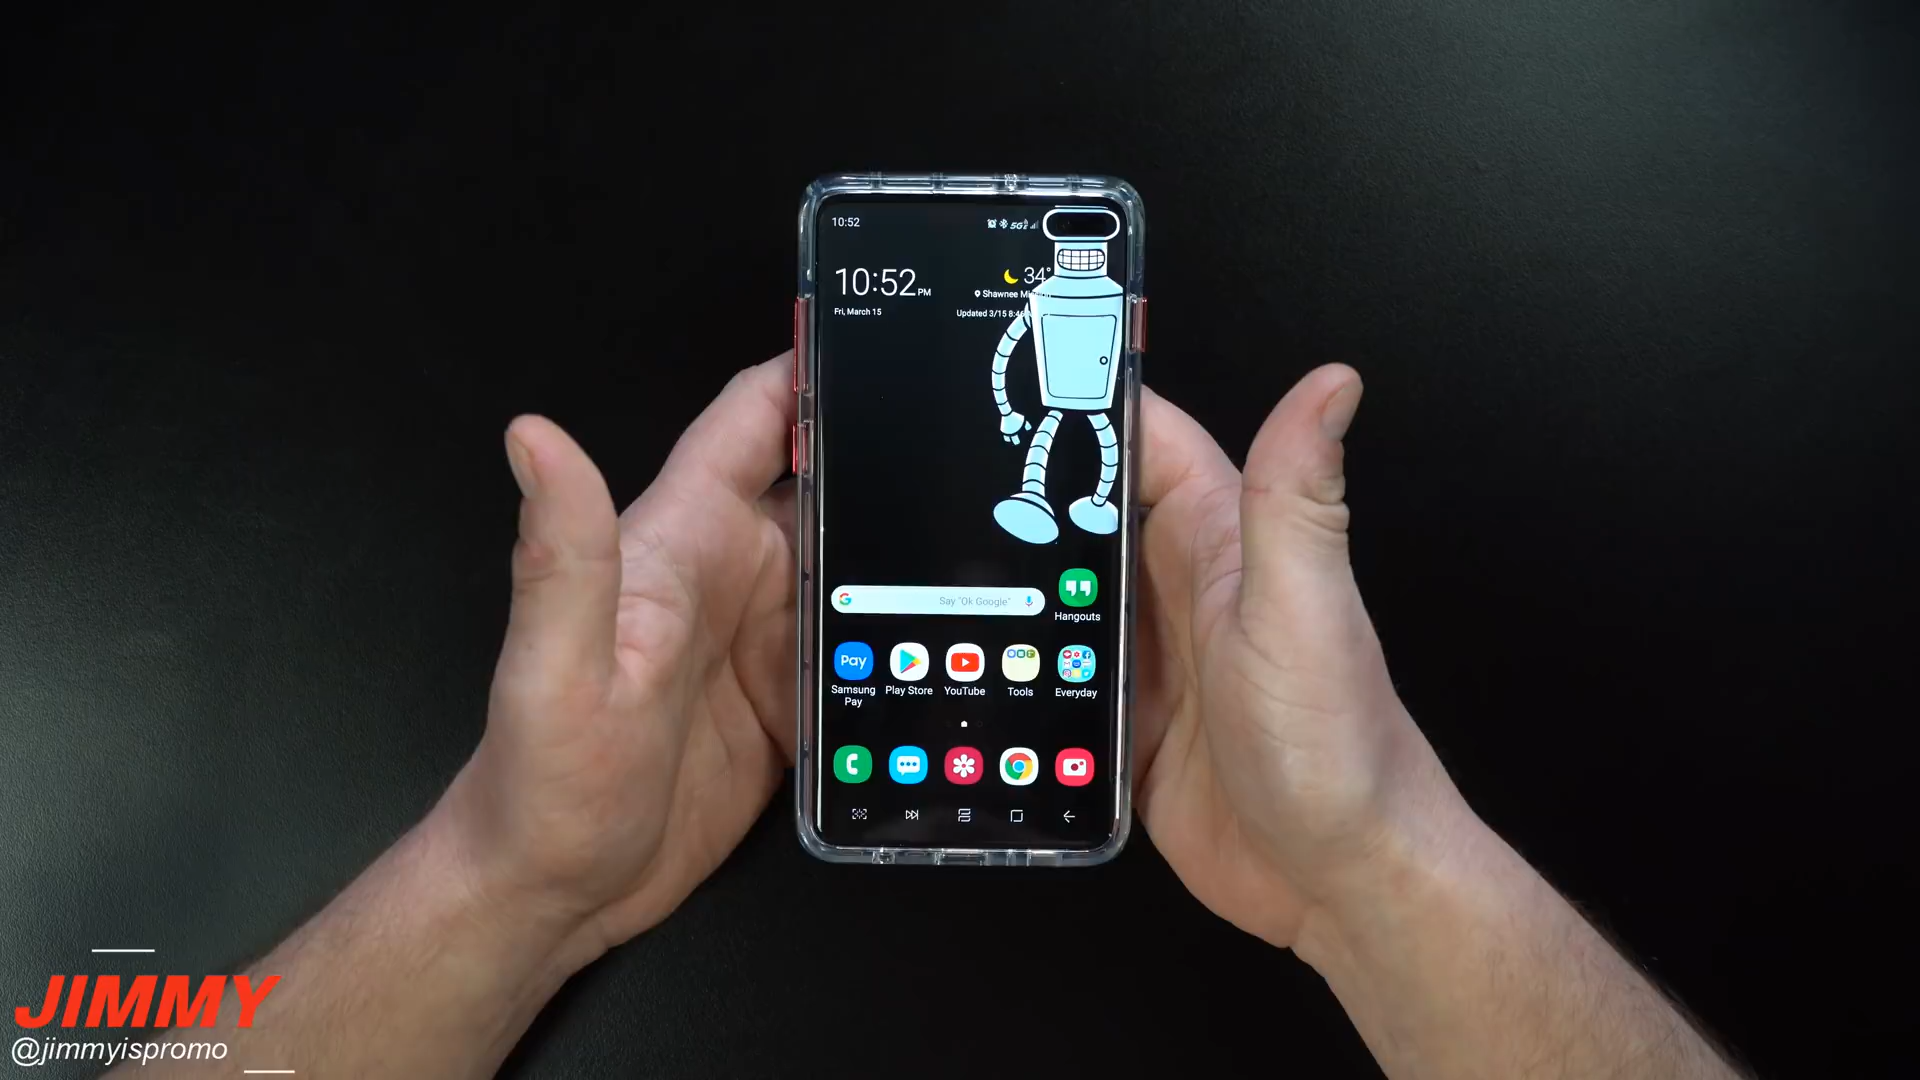 10:52
5GE
10:52 PM
34°
Shawnee
Fri, March 15
Updated 3/15
Say "Ok Google"
Hangouts
Pay
Samsung Pay
Play Store
YouTube
Tools
Everyday
JIMMY
@jimmyispromo